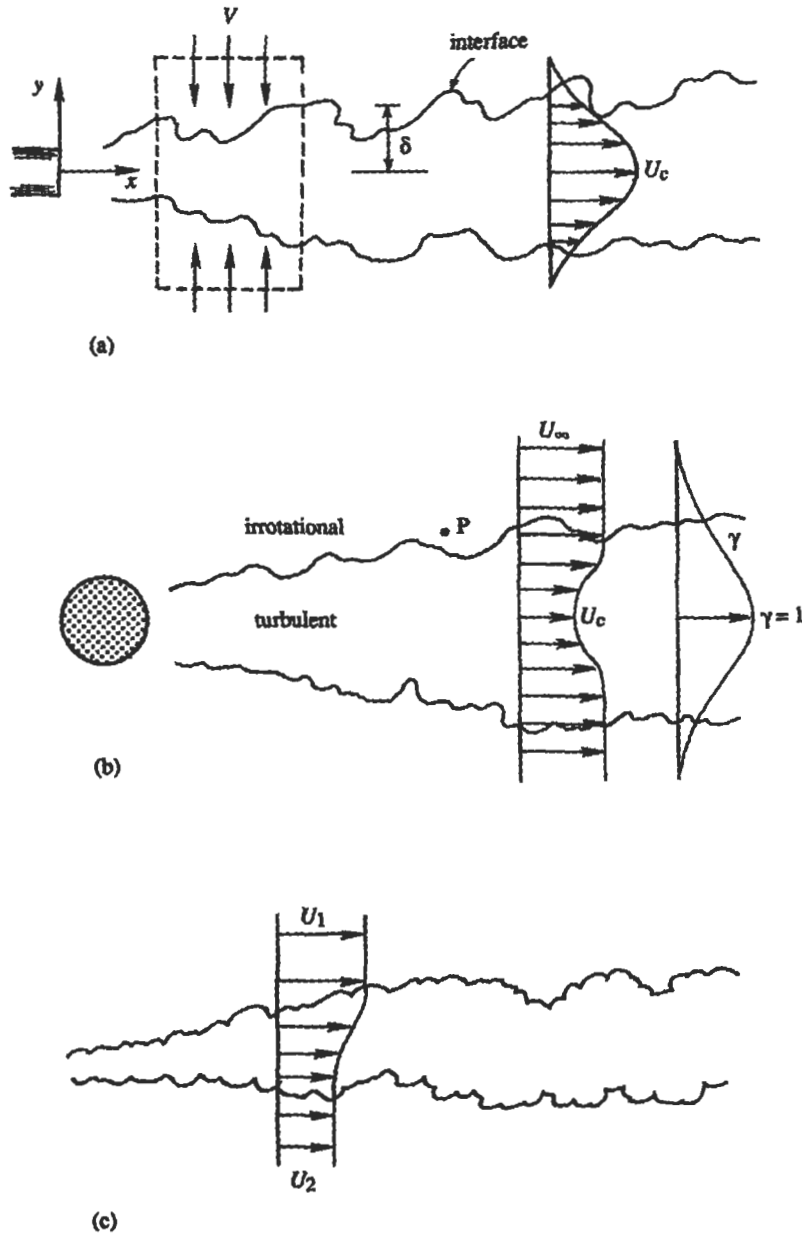 V
interface
y
δ
x
U_c
(a)
U_∞
irrotational
P
γ
turbulent
U_c
γ = 1
(b)
U_1
U_2
(c)